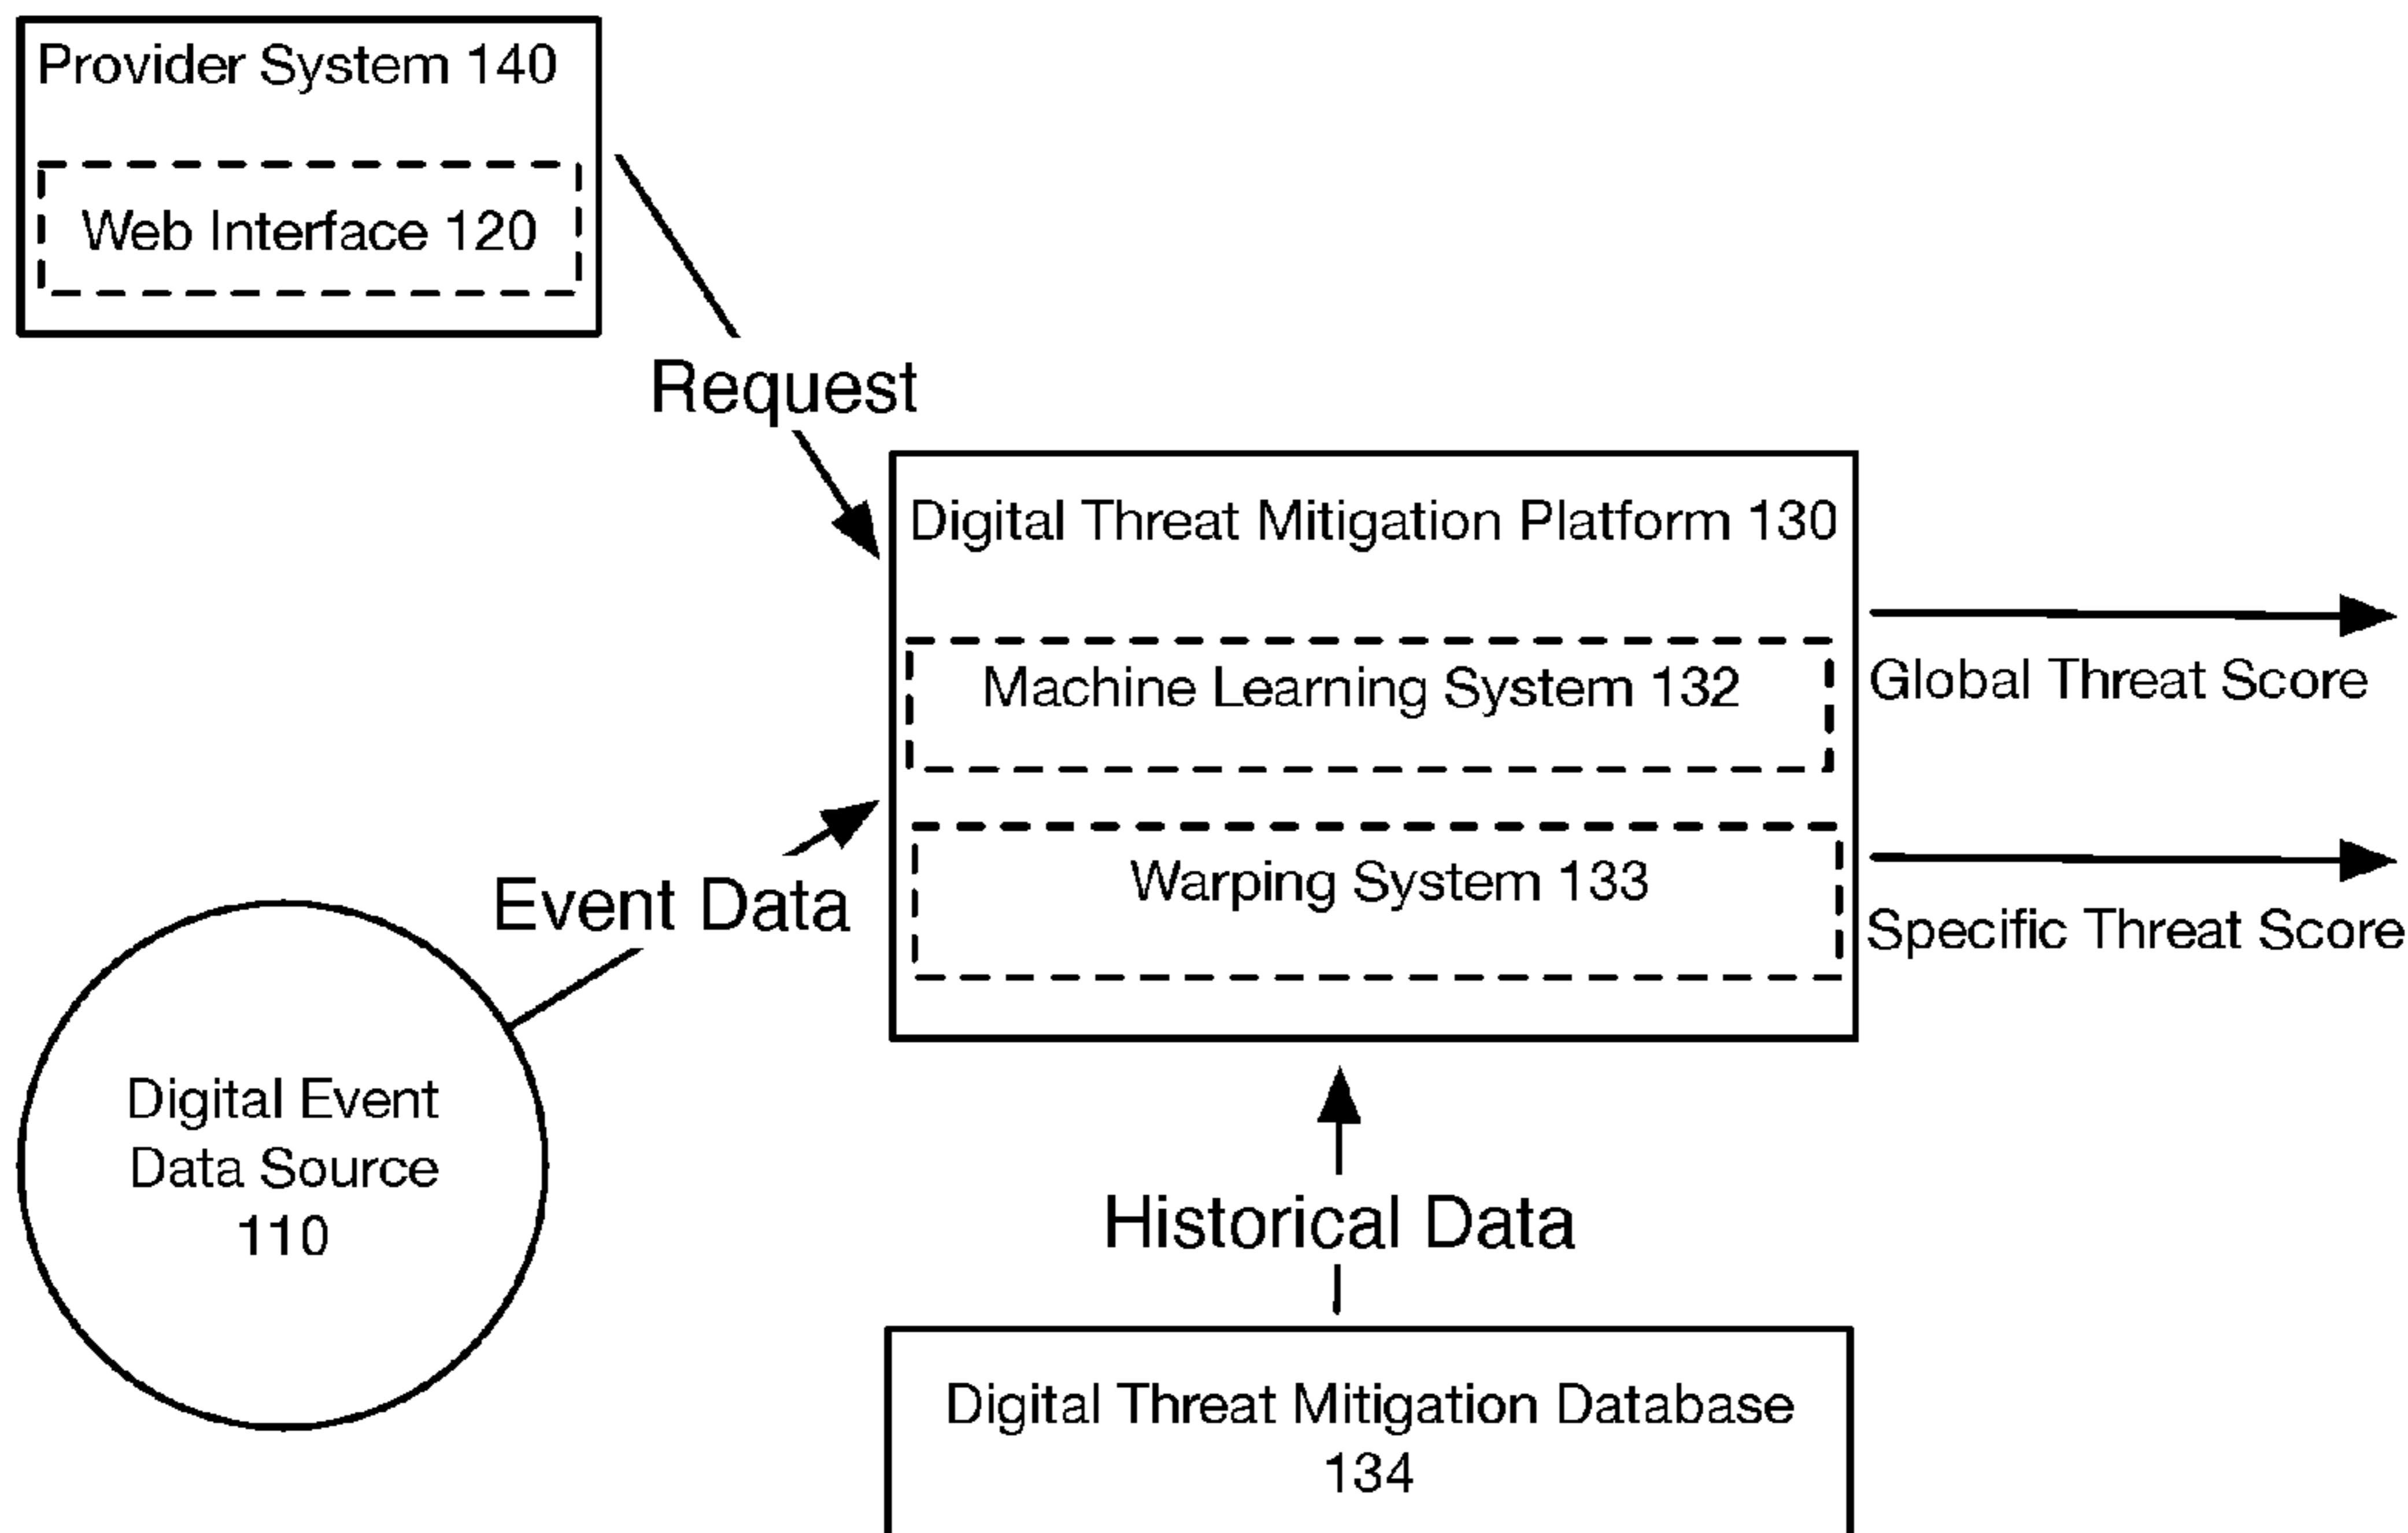 Provider System 140
Web Interface 120
Request
Digital Threat Mitigation Platform 130
Machine Learning System 132
Global Threat Score
Warping System 133
Specific Threat Score
Event Data
Digital Event
Data Source
110
Historical Data
Digital Threat Mitigation Database
134